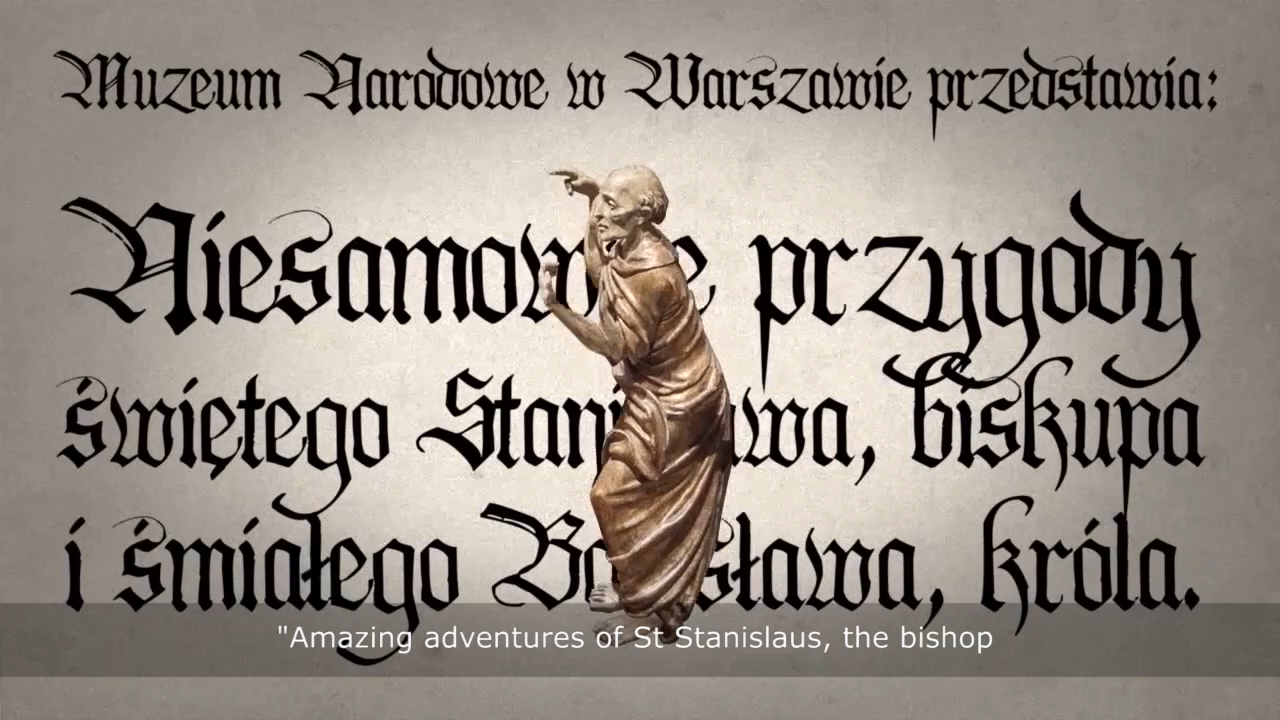 Muzeum Narodowe w Warszawie przedstawia:
przygody
świętego biskupa
i śmiałego króla.
"Amazing adventures of St Stanislaus, the bishop